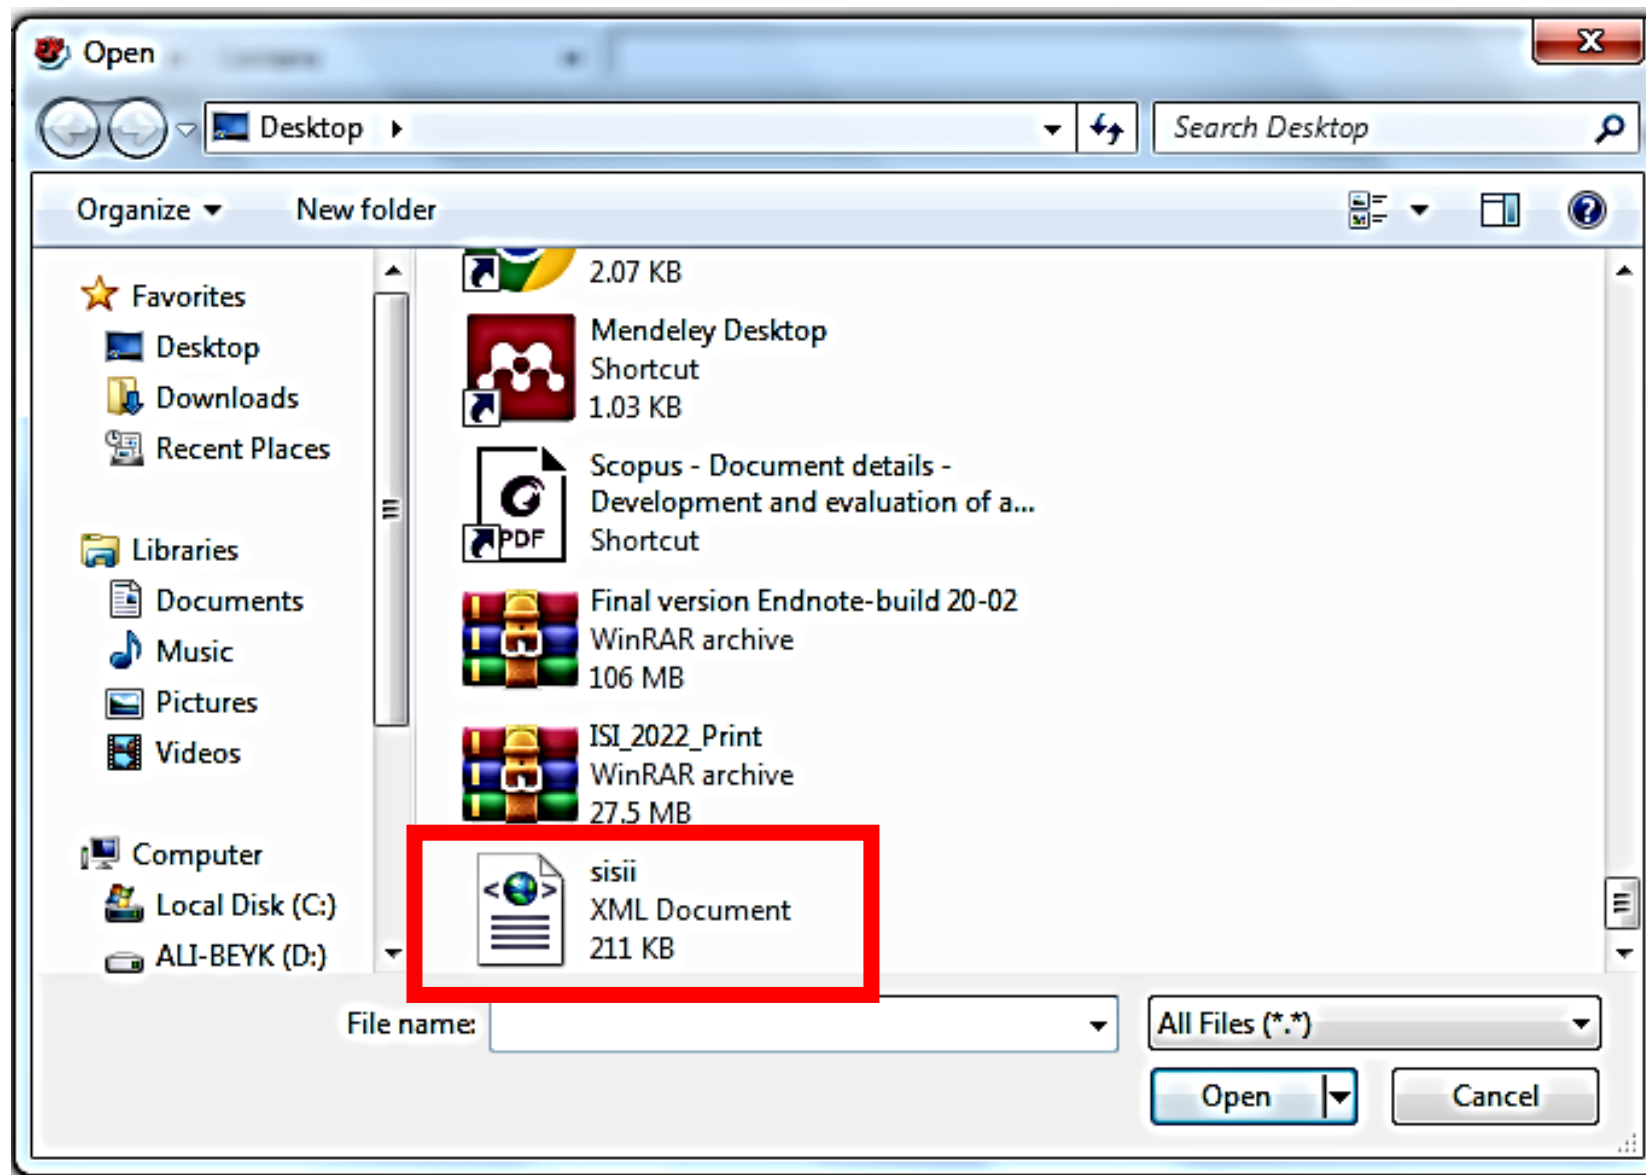 Open
Desktop
Search Desktop
Organize
New folder
Favorites
Desktop
Downloads
Recent Places
Libraries
Documents
Music
Pictures
Videos
Computer
Local Disk (C:)
ALI-BEYK (D:)
2.07 KB
Mendeley Desktop
Shortcut
1.03 KB
PDF
Scopus - Document details -
Development and evaluation of a...
Shortcut
Final version Endnote-build 20-02
WinRAR archive
106 MB
ISI_2022_Print
WinRAR archive
27.5 MB
sisii
XML Document
211 KB
File name:
All Files (*.*)
Open
Cancel